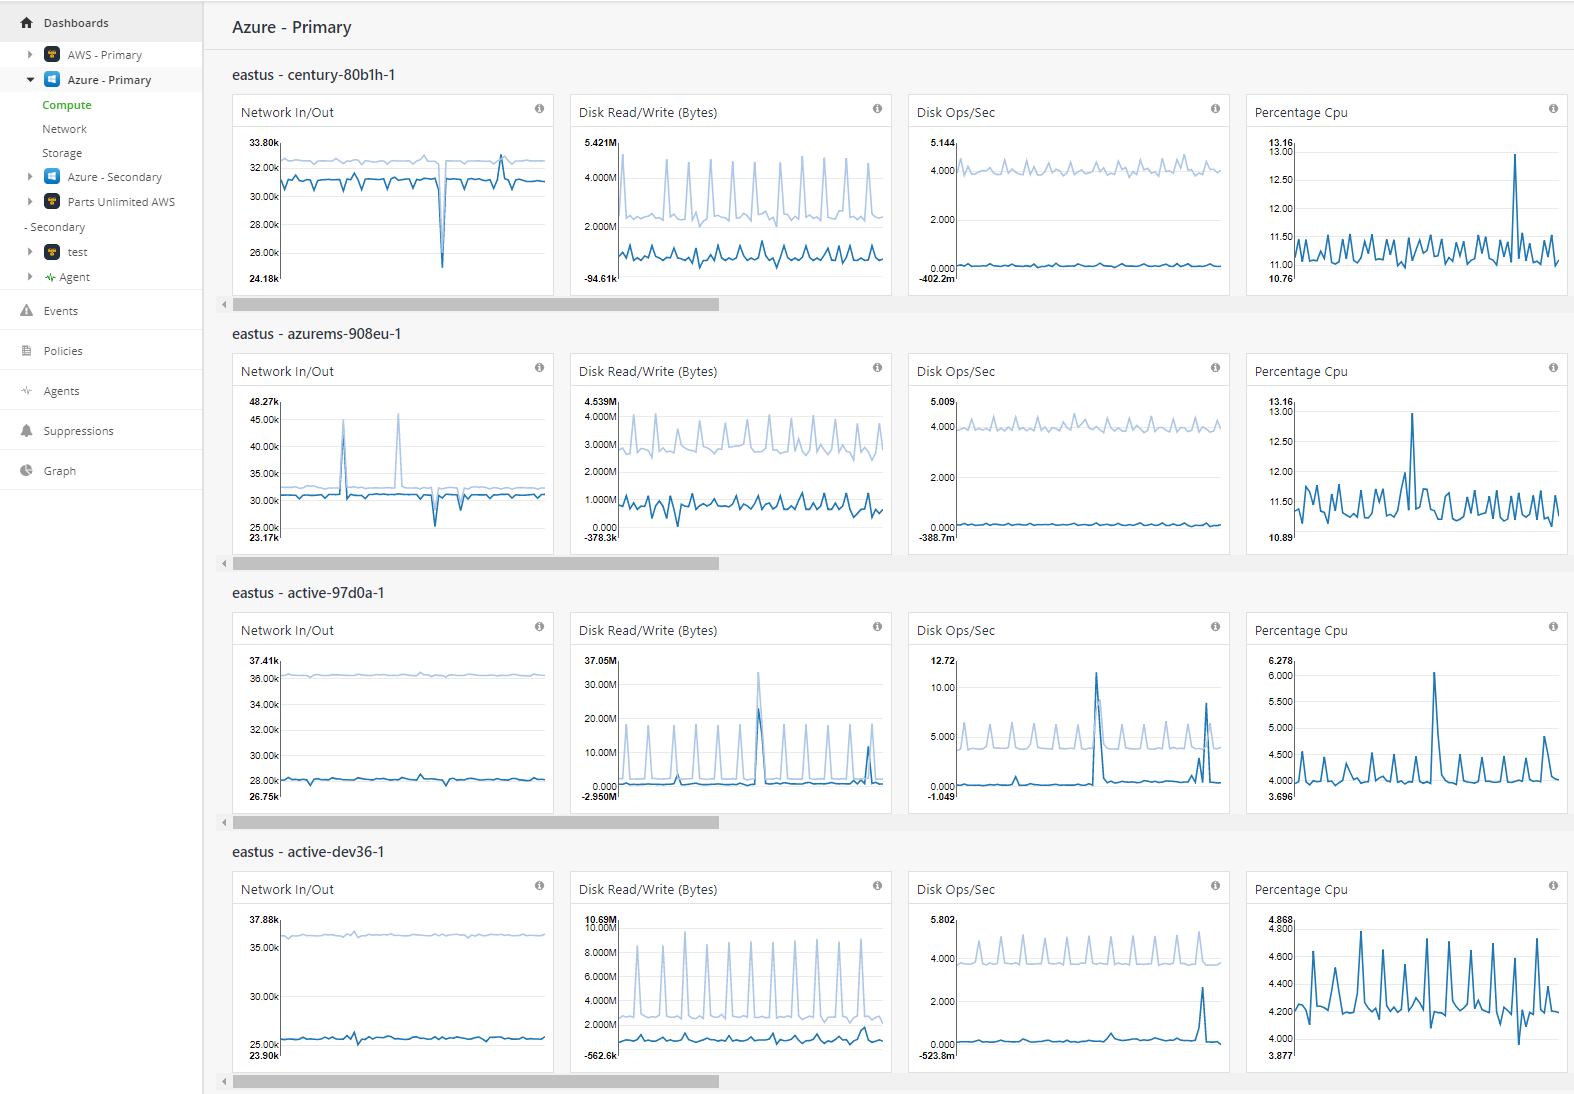 Dashboards
AWS - Primary
Azure - Primary
Compute
Network
Storage
Azure - Secondary
Parts Unlimited AWS
- Secondary
test
Agent
Events
Policies
Agents
Suppressions
Graph
Azure - Primary
eastus - century-80b1h-1
Network In/Out
33.80k
32.00k
30.00k
28.00k
26.00k
24.18k
Disk Read/Write (Bytes)
5.421M
4.000M
2.000M
-94.61k
Disk Ops/Sec
5.144
4.000
2.000
0.000
-402.2m
Percentage Cpu
13.16
13.00
12.50
12.00
11.50
11.00
10.76
eastus - azurems-908eu-1
Network In/Out
48.27k
45.00k
40.00k
35.00k
30.00k
25.00k
23.17k
Disk Read/Write (Bytes)
4.539M
4.000M
3.000M
2.000M
1.000M
0.000
-378.3k
Disk Ops/Sec
5.009
4.000
2.000
0.000
-388.7m
Percentage Cpu
13.16
13.00
12.50
12.00
11.50
10.89
eastus - active-97d0a-1
Network In/Out
37.41k
36.00k
34.00k
32.00k
30.00k
28.00k
26.75k
Disk Read/Write (Bytes)
37.05M
30.00M
20.00M
10.00M
0.000
-2.950M
Disk Ops/Sec
12.72
10.00
5.000
0.000
-1.049
Percentage Cpu
6.278
6.000
5.500
5.000
4.500
4.000
3.696
eastus - active-dev36-1
Network In/Out
37.88k
35.00k
30.00k
25.00k
23.90k
Disk Read/Write (Bytes)
10.69M
10.00M
8.000M
6.000M
4.000M
2.000M
-562.6k
Disk Ops/Sec
5.802
4.000
2.000
0.000
-523.8m
Percentage Cpu
4.868
4.800
4.600
4.400
4.200
4.000
3.877